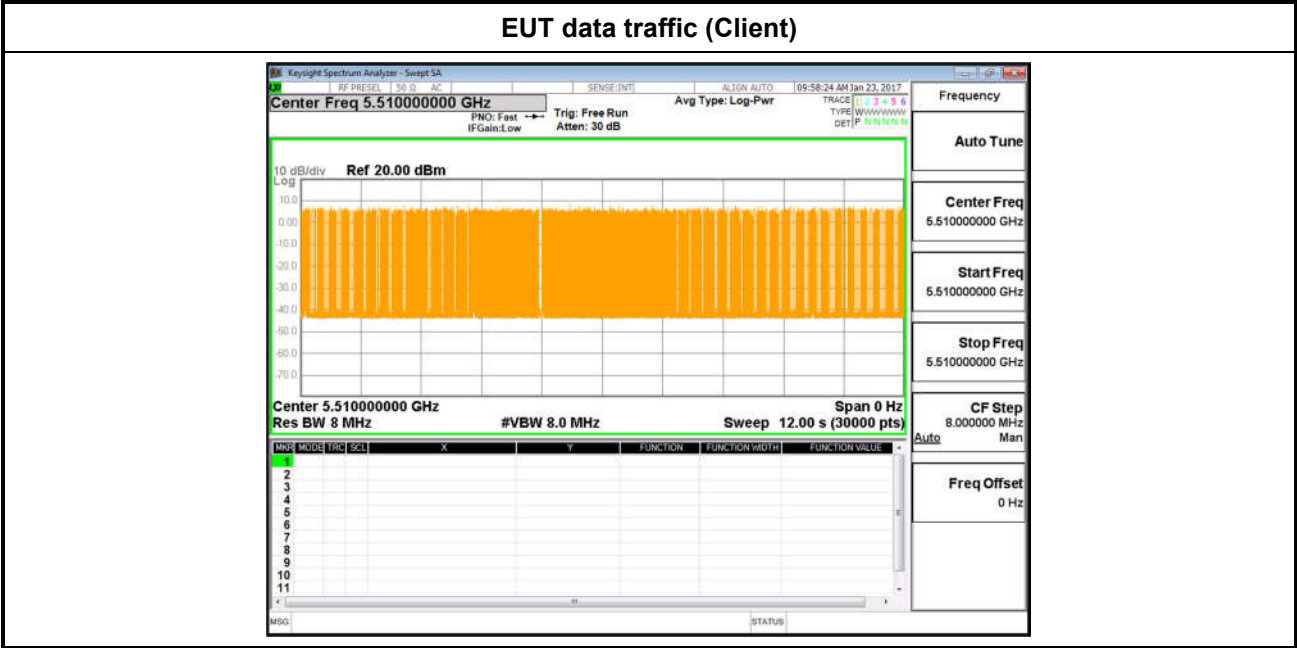 EUT data traffic (Client)
Keysight Spectrum Analyzer - Swept SA
RF PRESEL 50 Ω AC SENSE:INT ALIGN AUTO 09:58:24 AM Jan 23, 2017
Center Freq 5.510000000 GHz
PNO: Fast
IFGain:Low
Trig: Free Run
Atten: 30 dB
Avg Type: Log-Pwr
TRACE 1 2 3 4 5 6
TYPE WWWWWW
DET P N N N N N
10 dB/div
Log
Ref 20.00 dBm
10.0
0.00
-10.0
-20.0
-30.0
-40.0
-50.0
-60.0
-70.0
Center 5.510000000 GHz
Span 0 Hz
Res BW 8 MHz
#VBW 8.0 MHz
Sweep 12.00 s (30000 pts)
MKR MODE TRC SCL X Y FUNCTION FUNCTION WIDTH FUNCTION VALUE
1
2
3
4
5
6
7
8
9
10
11
MSG
STATUS
Frequency
Auto Tune
Center Freq
5.510000000 GHz
Start Freq
5.510000000 GHz
Stop Freq
5.510000000 GHz
CF Step
8.000000 MHz
Auto Man
Freq Offset
0 Hz